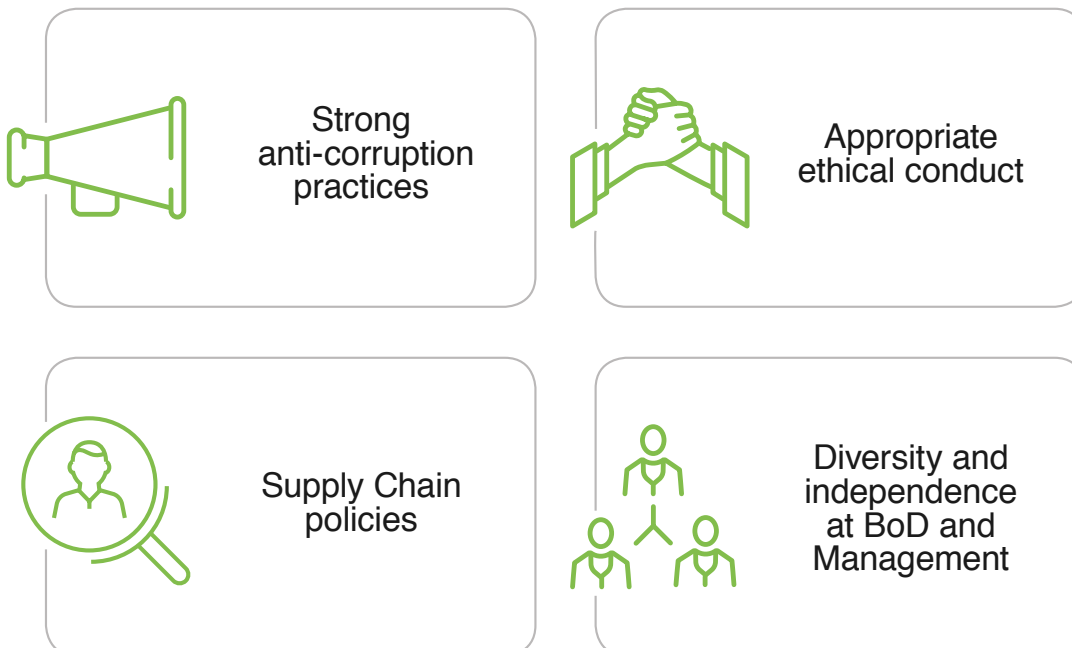 Strong
anti-corruption
practices
Appropriate
ethical conduct
Supply Chain
policies
Diversity and
independence
at BoD and
Management